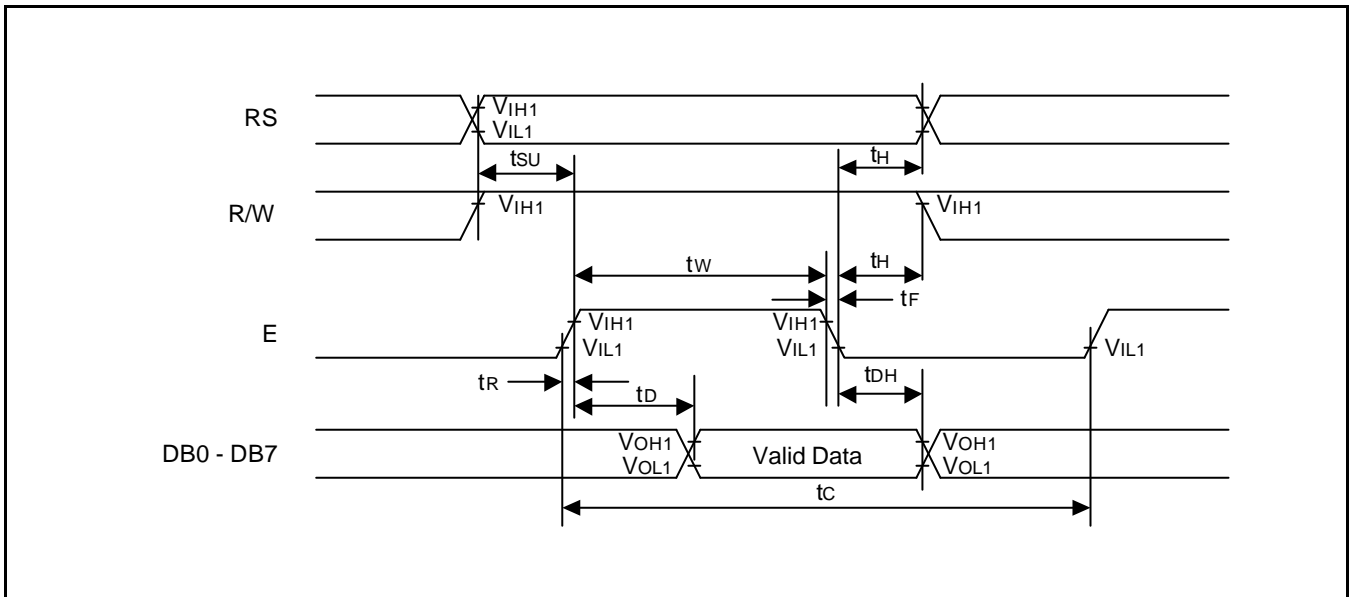 RS
VIH1
VIL1
tSU
tH
R/W
VIH1
VIH1
tW
tH
tF
E
VIH1
VIH1
VIL1
VIL1
VIL1
tR
tD
tDH
DB0 - DB7
VOH1
VOL1
Valid Data
VOH1
VOL1
tC